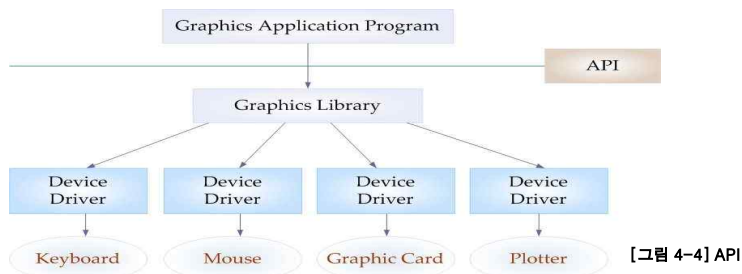 Graphics Application Program
API
Graphics Library
Device Driver
Device Driver
Device Driver
Device Driver
Keyboard
Mouse
Graphic Card
Plotter
[그림 4-4] API